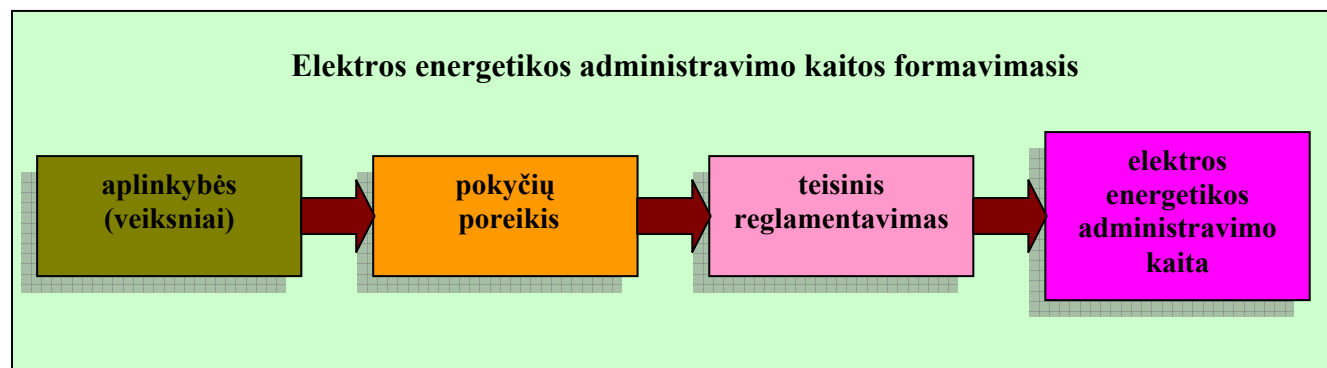 Elektros energetikos administravimo kaitos formavimasis
aplinkybės
(veiksniai)
pokyčių
poreikis
teisinis
reglamentavimas
elektros
energetikos
administravimo
kaita